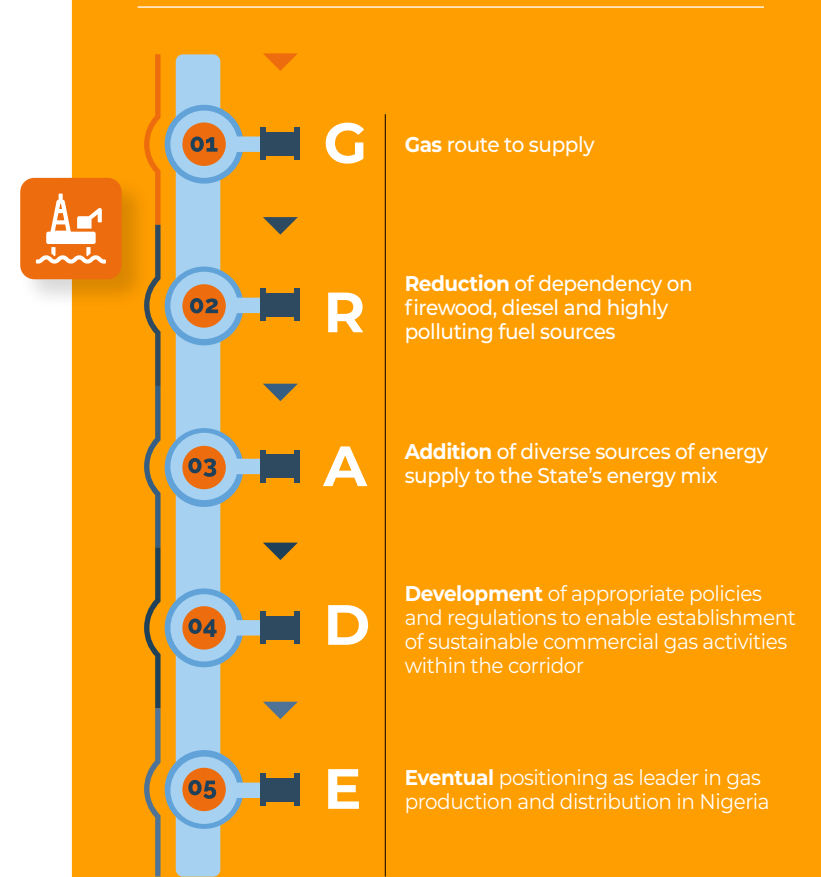 01
G
Gas route to supply
02
R
Reduction of dependency on
firewood, diesel and highly
polluting fuel sources
03
A
Addition of diverse sources of energy
supply to the State’s energy mix
04
D
Development of appropriate policies
and regulations to enable establishment
of sustainable commercial gas activities
within the corridor
05
E
Eventual positioning as leader in gas
production and distribution in Nigeria